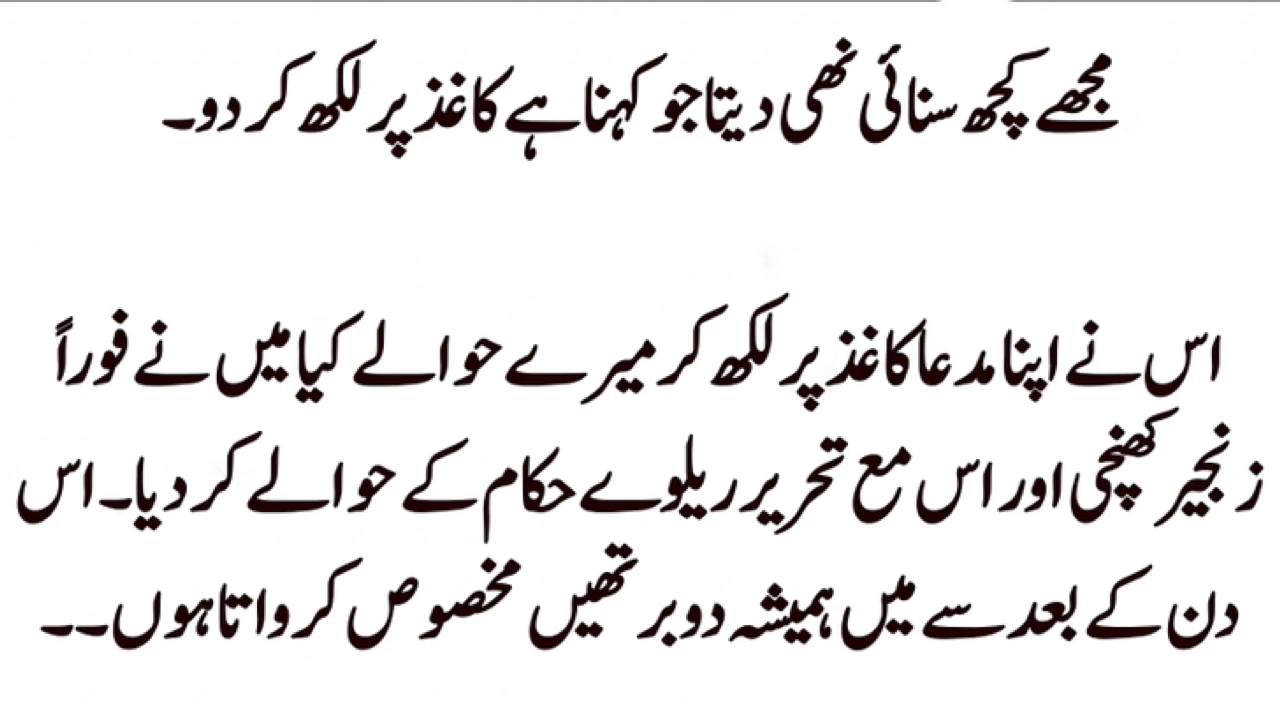 مجھے کچھ سنائی نھی دیتا جو کہنا ہے کاغذ پر لکھ کر دو۔
اس نے اپنا مدعا کاغذ پر لکھ کر میرے حوالے کیا میں نے فوراً
زنجیر کھنچی اور اس مع تحریر ریلوے حکام کے حوالے کر دیا۔ اس
دن کے بعد سے میں ہمیشہ دو برتھیں مخصوص کرواتا ہوں۔۔